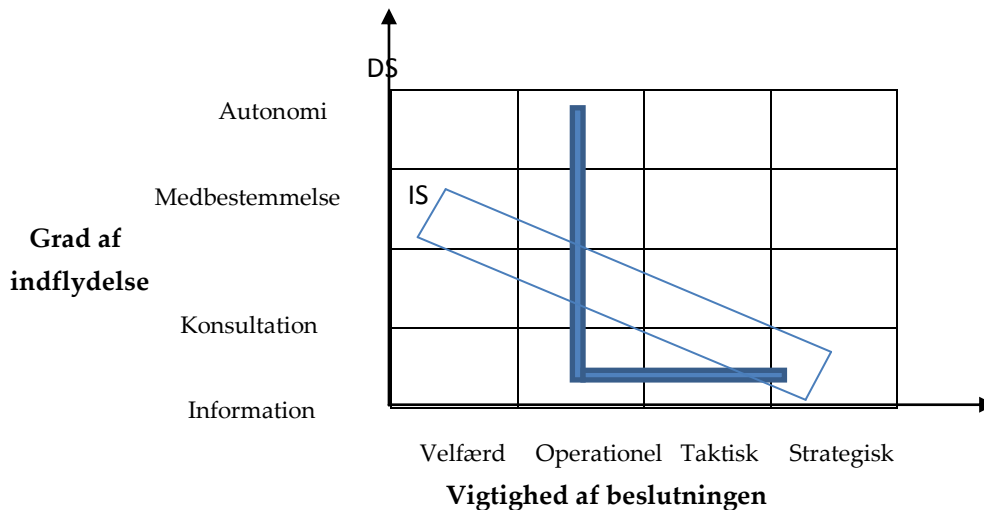 DS
Autonomi
Medbestemmelse
IS
Grad af
indflydelse
Konsultation
Information
Velfærd Operationel Taktisk Strategisk
Vigtighed af beslutningen